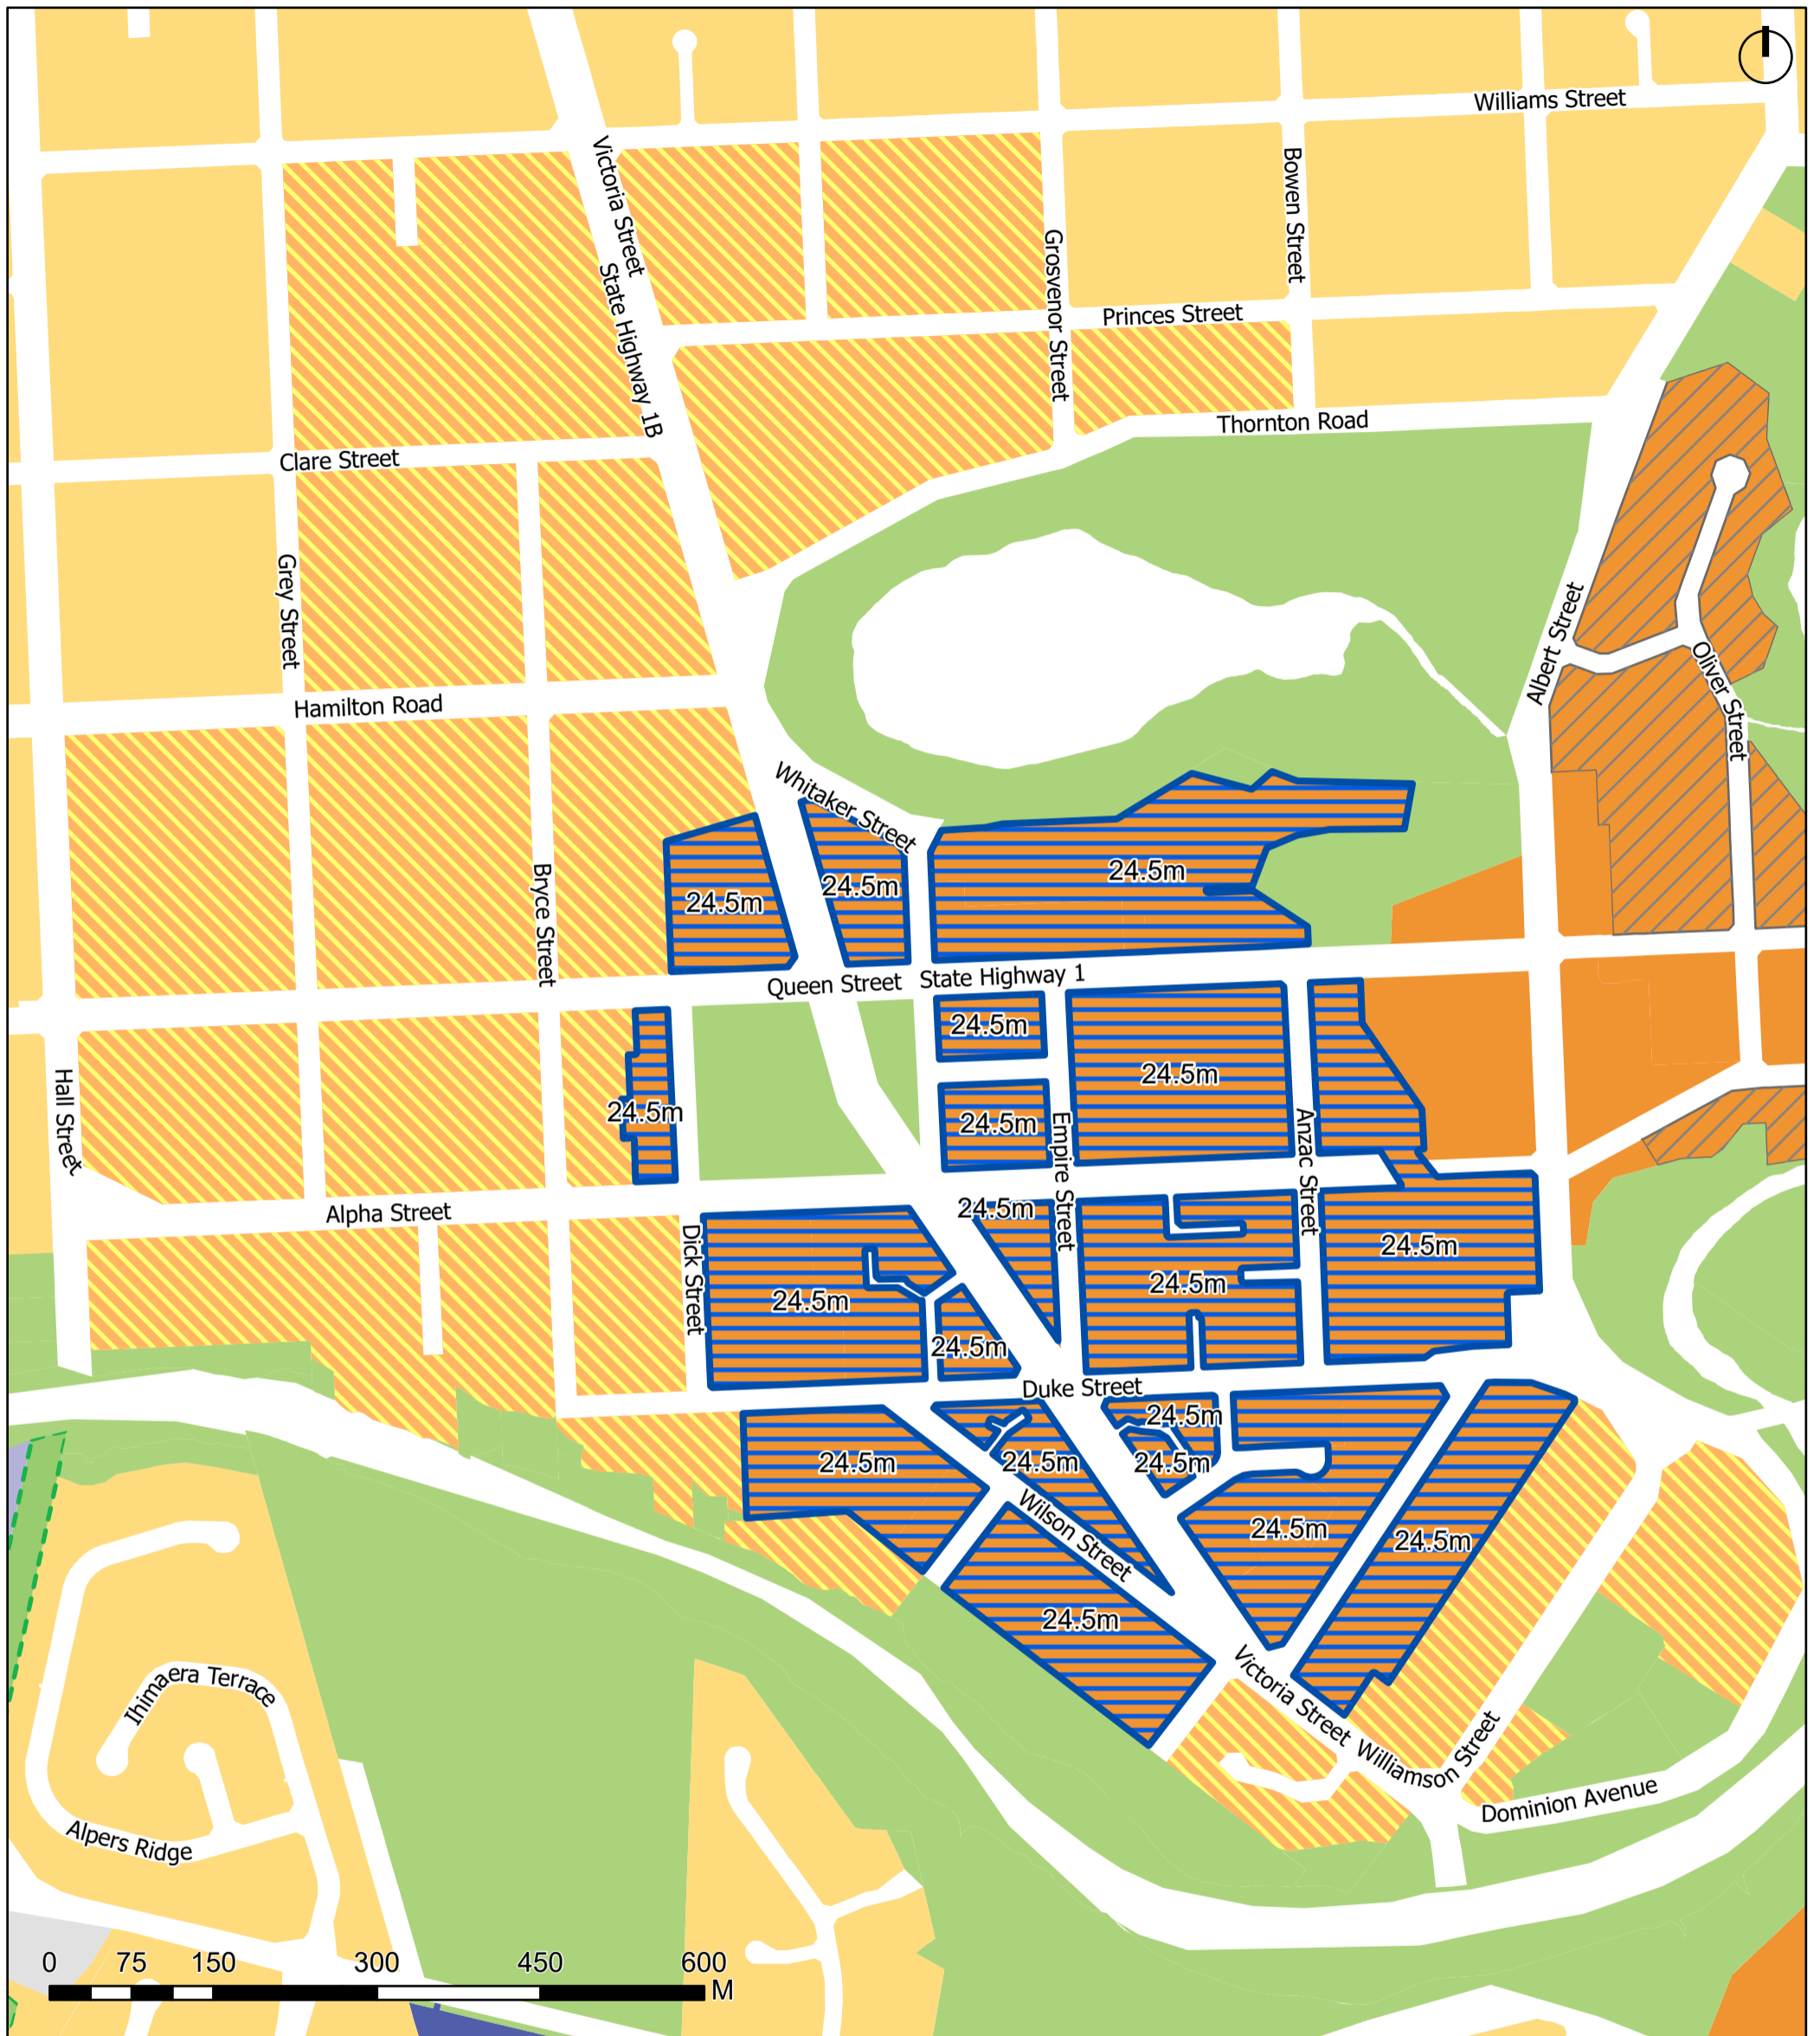 Williams Street
Victoria Street
State Highway 1B
Bowen Street
Grosvenor Street
Princes Street
Thornton Road
Clare Street
Grey Street
Albert Street
Oliver Street
Hamilton Road
Whitaker Street
24.5m
24.5m
24.5m
Bryce Street
Queen Street
State Highway 1
24.5m
24.5m
24.5m
24.5m
Hall Street
Empire Street
Anzac Street
Alpha Street
24.5m
Dick Street
24.5m
24.5m
24.5m
24.5m
Duke Street
24.5m
24.5m
24.5m
24.5m
Wilson Street
24.5m
24.5m
24.5m
Victoria Street
Williamson Street
Ihimaera Terrace
Dominion Avenue
Alpers Ridge
0 75 150 300 450 600
M